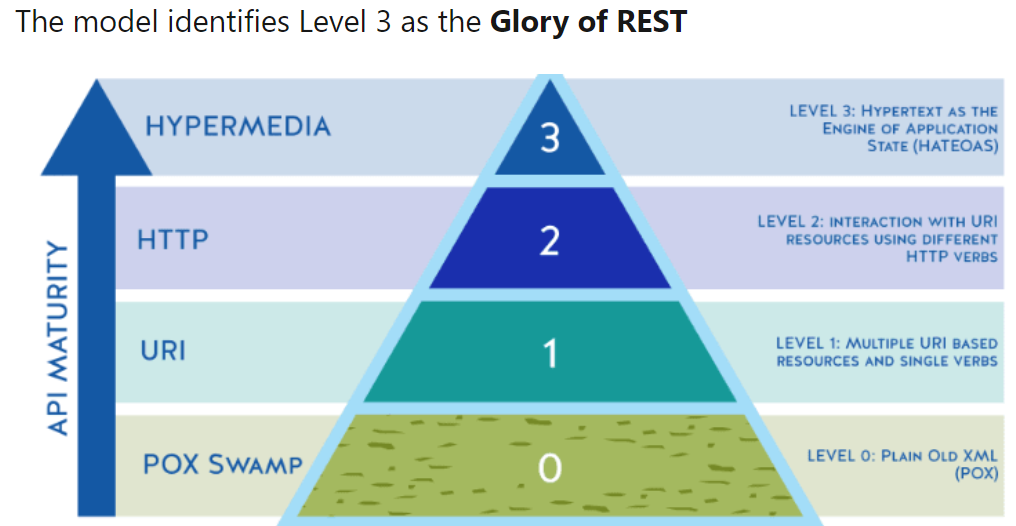 The model identifies Level 3 as the Glory of REST
HYPERMEDIA
3
LEVEL 3: HYPERTEXT AS THE
ENGINE OF APPLICATION
STATE (HATEOAS)
HTTP
2
LEVEL 2: INTERACTION WITH URI
RESOURCES USING DIFFERENT
HTTP VERBS
URI
1
LEVEL 1: MULTIPLE URI BASED
RESOURCES AND SINGLE VERBS
POX SWAMP
0
LEVEL 0: PLAIN OLD XML
(POX)
API MATURITY